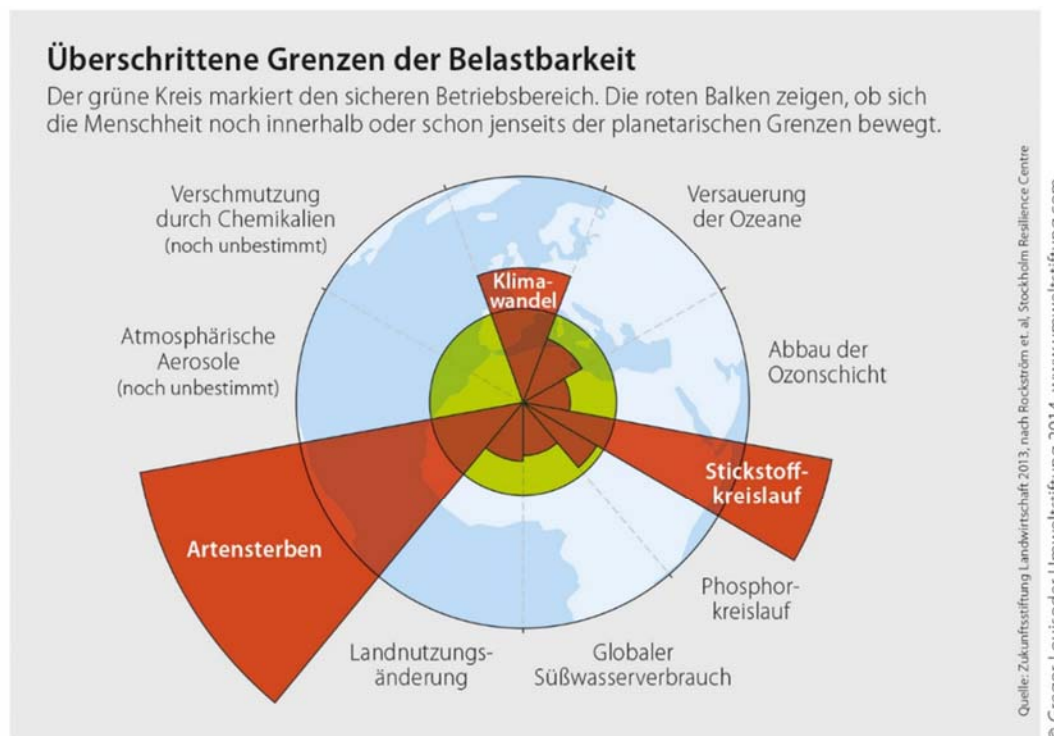 Überschrittene Grenzen der Belastbarkeit
Der grüne Kreis markiert den sicheren Betriebsbereich. Die roten Balken zeigen, ob sich
die Menschheit noch innerhalb oder schon jenseits der planetarischen Grenzen bewegt.
Verschmutzung
durch Chemikalien
(noch unbestimmt)
Versauerung
der Ozeane
Klima-
wandel
Atmosphärische
Aerosole
(noch unbestimmt)
Abbau der
Ozonschicht
Stickstoff-
kreislauf
Artensterben
Phosphor-
kreislauf
Landnutzungs-
änderung
Globaler
Süßwasserverbrauch
Quelle: Zukunftsstiftung Landwirtschaft 2013, nach Rockström et. al, Stockholm Resilience Centre